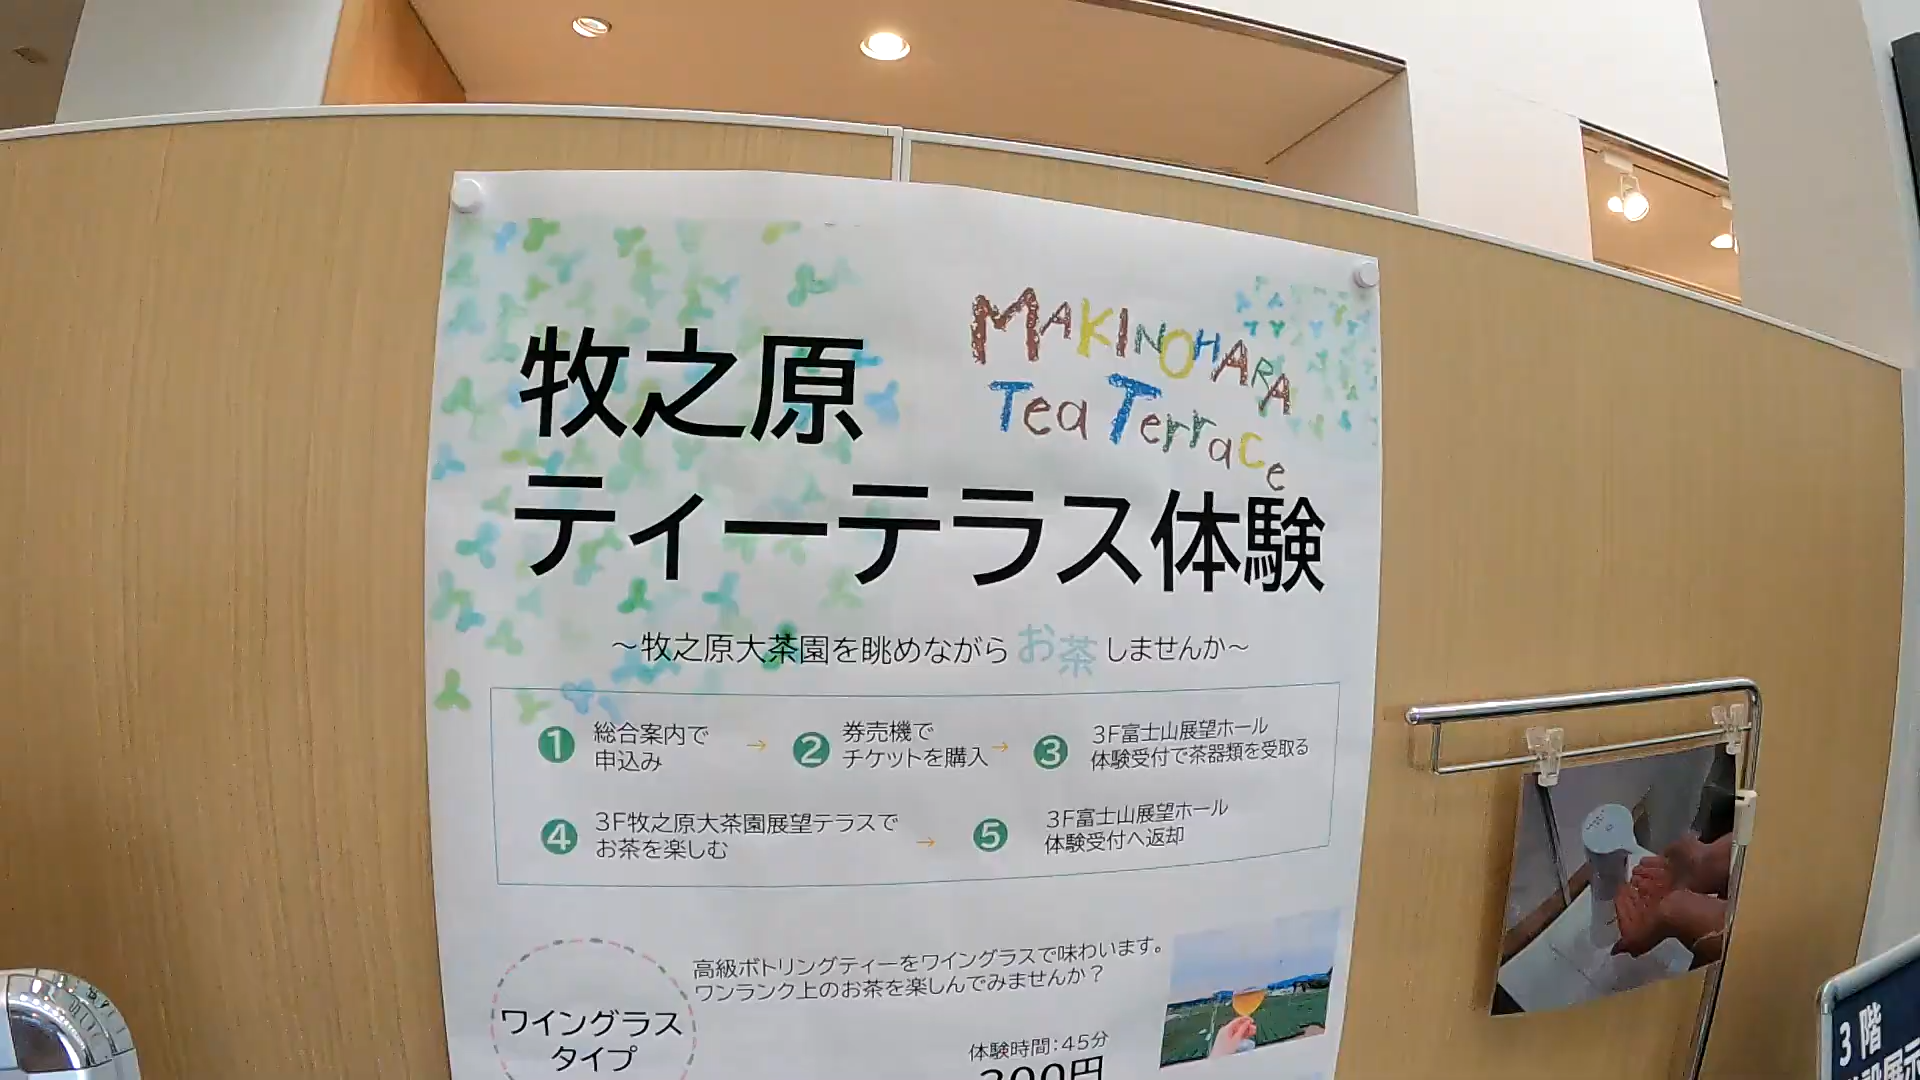 牧之原
MAKINOHARA
Tea Terrace
ティーテラス体験
～牧之原大茶園を眺めながらお茶しませんか～
1 総合案内で
申込み
→
2 券売機で
チケットを購入
→
3 3F富士山展望ホール
体験受付で茶器類を受取る
4 3F牧之原大茶園展望テラスで
お茶を楽しむ
→
5 3F富士山展望ホール
体験受付へ返却
ワイングラス
タイプ
高級ボトリングティーをワイングラスで味わいます。
ワンランク上のお茶を楽しんでみませんか？
体験時間：45分
3階